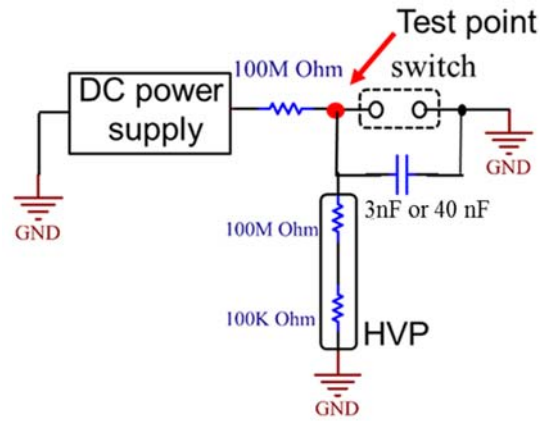 Test point
100M Ohm
switch
DC power
supply
GND
GND
3nF or 40 nF
100M Ohm
100K Ohm
HVP
GND